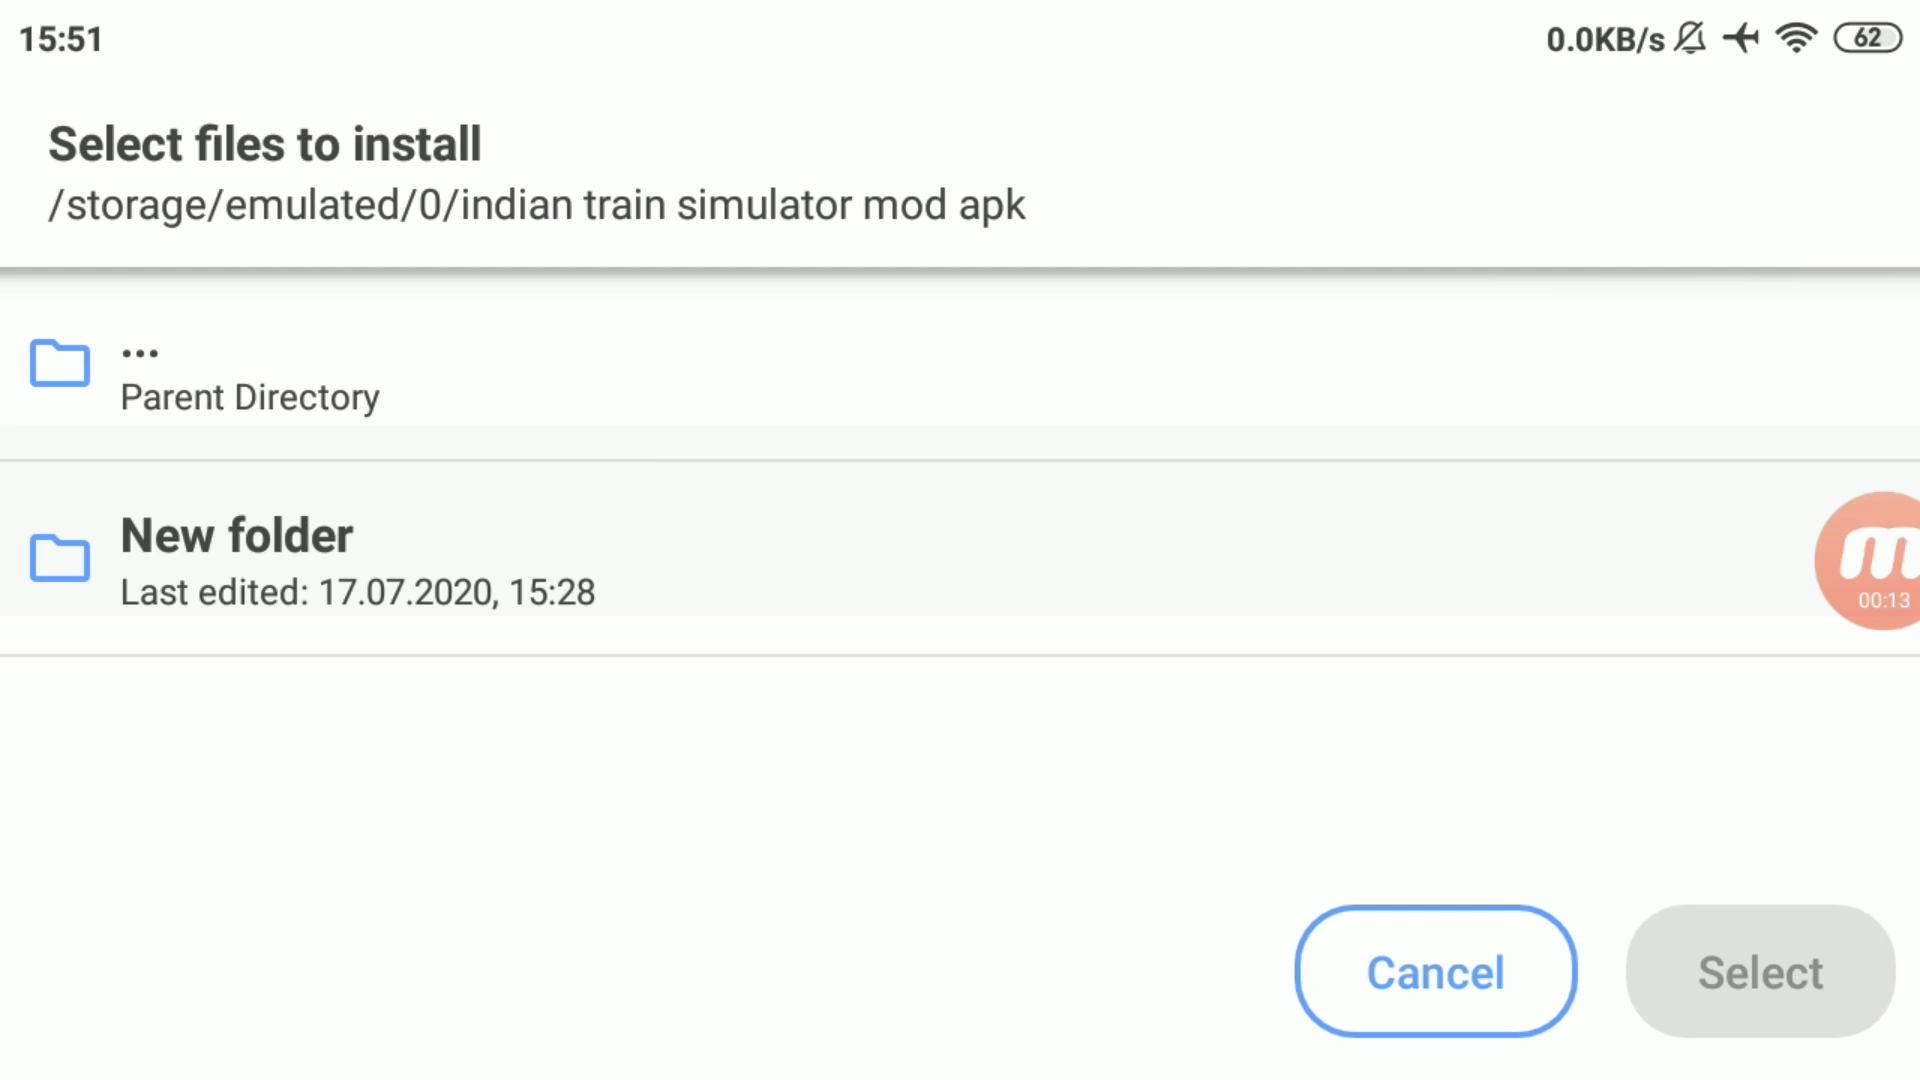 15:51
0.0KB/s
62
Select files to install
/storage/emulated/0/indian train simulator mod apk
...
Parent Directory
New folder
Last edited: 17.07.2020, 15:28
m
00:13
Cancel
Select